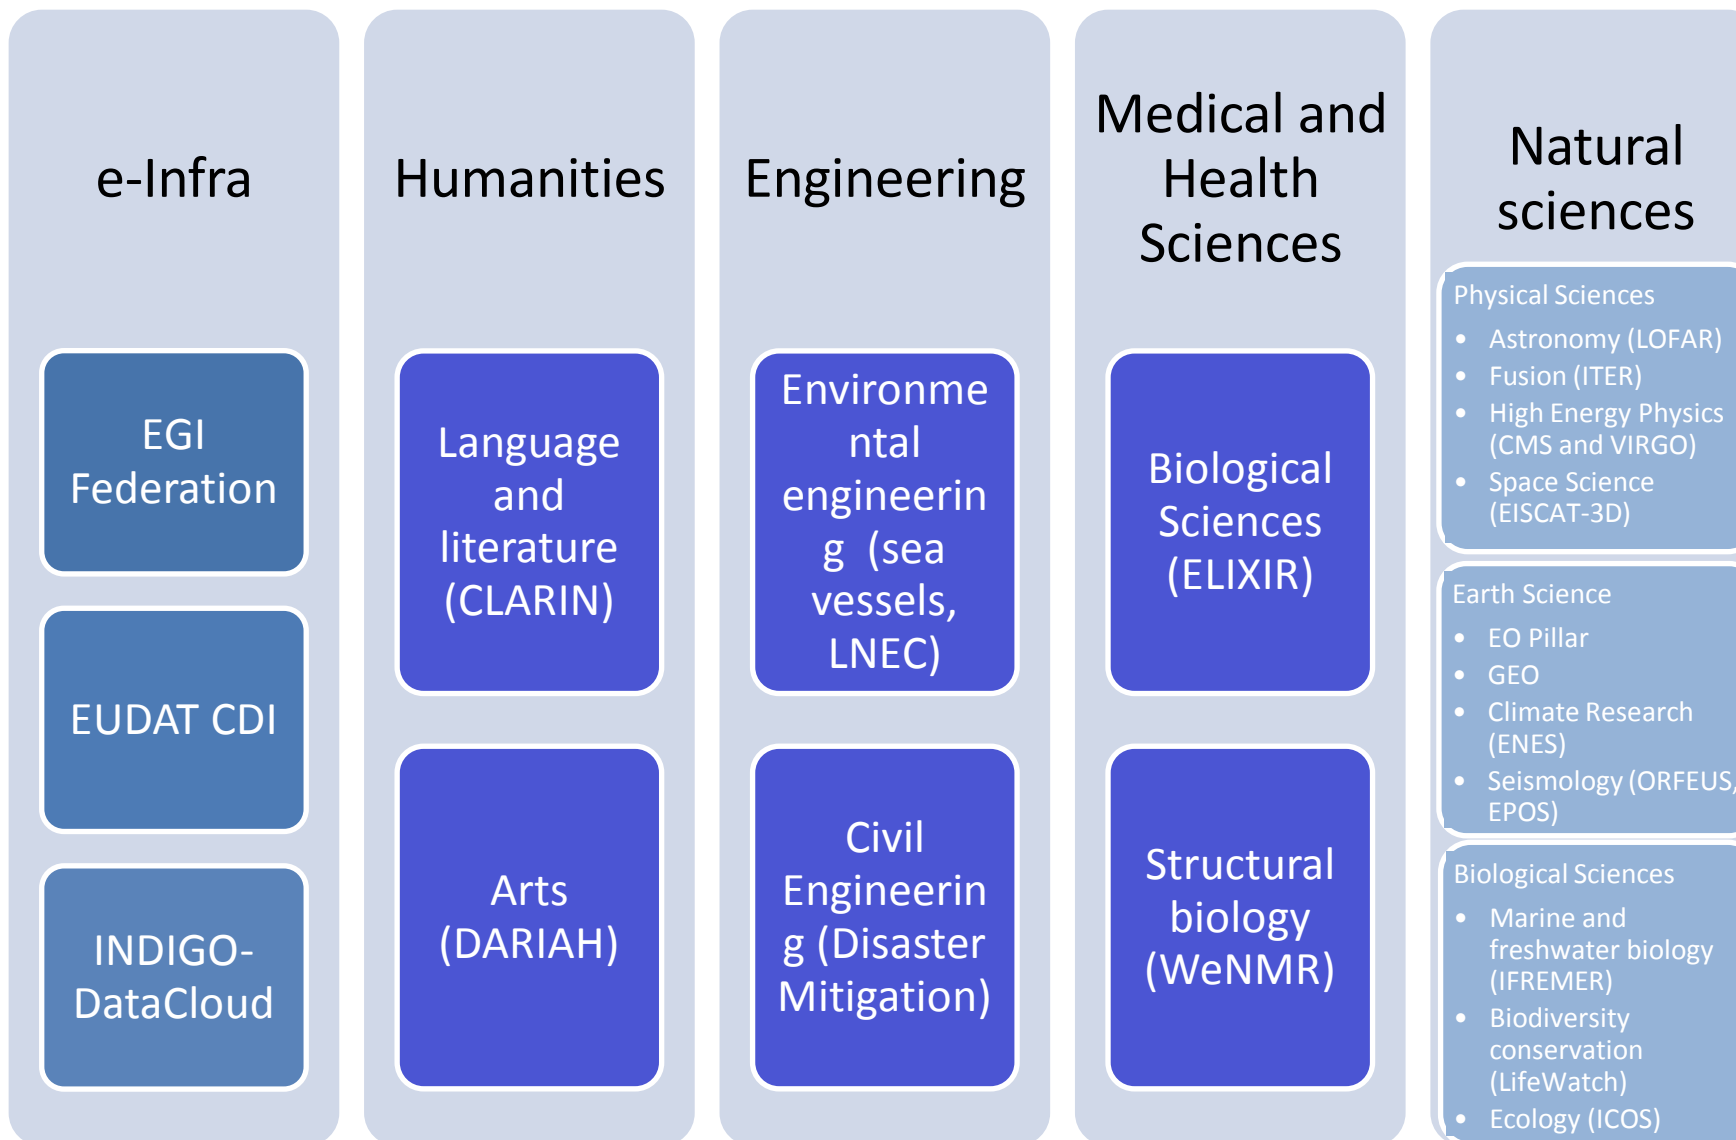 e-Infra
EGI
Federation
EUDAT CDI
INDIGO-
DataCloud
Humanities
Language
and
literature
(CLARIN)
Arts
(DARIAH)
Engineering
Environme
ntal
engineerin
g (sea
vessels,
LNEC)
Civil
Engineerin
g (Disaster
Mitigation)
Medical and
Health
Sciences
Biological
Sciences
(ELIXIR)
Structural
biology
(WeNMR)
Natural
sciences
Physical Sciences
• Astronomy (LOFAR)
• Fusion (ITER)
• High Energy Physics
(CMS and VIRGO)
• Space Science
(EISCAT-3D)
Earth Science
• EO Pillar
• GEO
• Climate Research
(ENES)
• Seismology (ORFEUS,
EPOS)
Biological Sciences
• Marine and
freshwater biology
(IFREMER)
• Biodiversity
conservation
(LifeWatch)
• Ecology (ICOS)